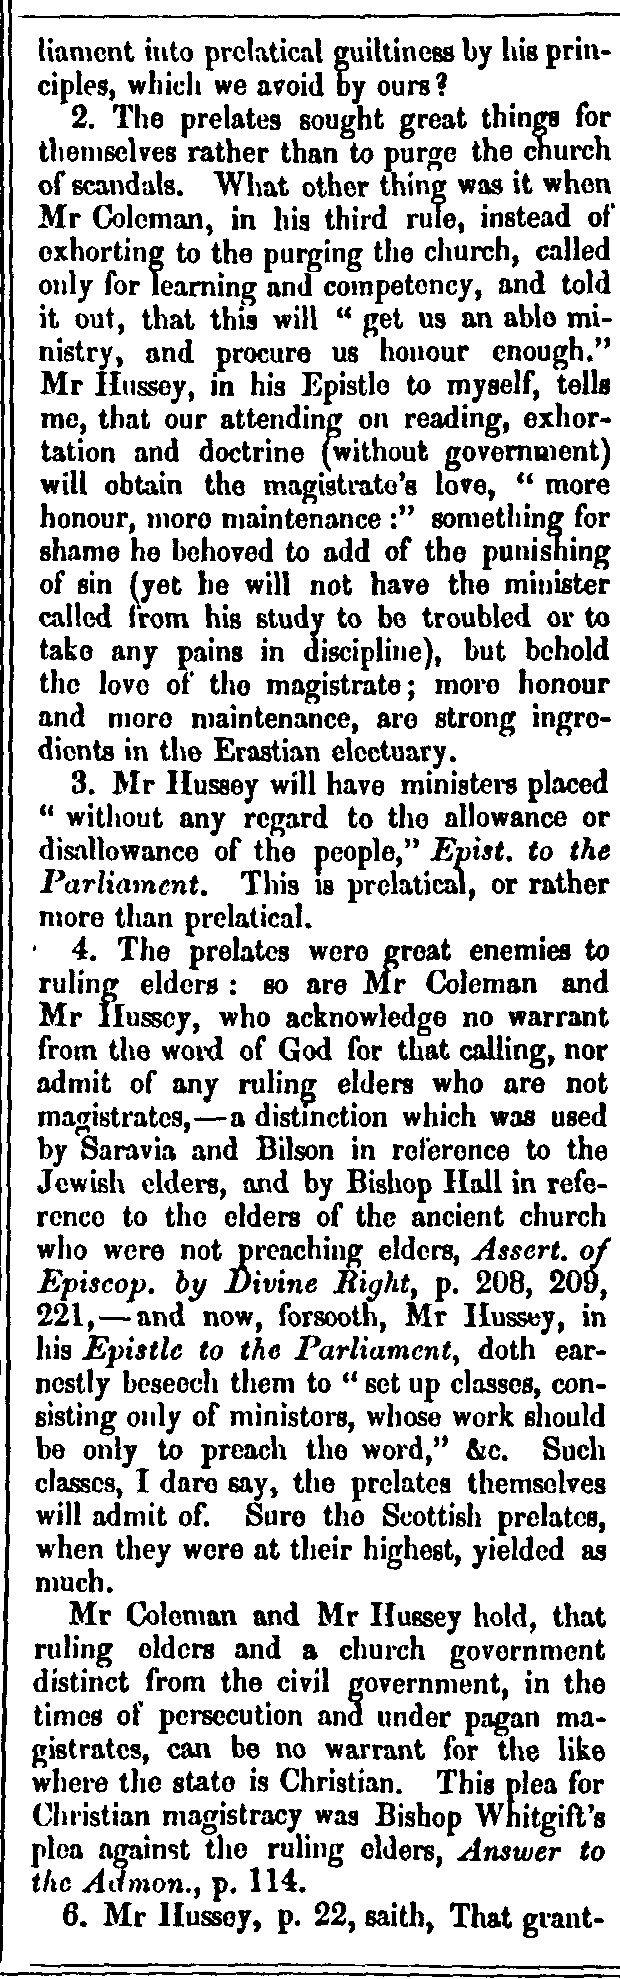 liament into prelatical guiltiness by his prin-
ciples, which we avoid by ours?
2. The prelates sought great things for
themselves rather than to purge the church
of scandals. What other thing was it when
Mr Coleman, in his third rule, instead of
exhorting to the purging the church, called
only for learning and competency, and told
it out, that this will “ get us an able mi-
nistry, and procure us honour enough.”
Mr Hussey, in his Epistle to myself, tells
me, that our attending on reading, exhor-
tation and doctrine (without government)
will obtain the magistrate's love, “ more
honour, more maintenance :” something for
shame he behoved to add of the punishing
of sin (yet he will not have the minister
called from his study to be troubled or to
take any pains in discipline), but behold
the love of the magistrate; more honour
and more maintenance, are strong ingre-
dients in the Erastian electuary.
3. Mr Hussey will have ministers placed
“ without any regard to the allowance or
disallowance of the people,” Epist. to the
Parliament. This is prelatical, or rather
more than prelatical.
4. The prelates were great enemies to
ruling elders : so are Mr Coleman and
Mr Hussey, who acknowledge no warrant
from the word of God for that calling, nor
admit of any ruling elders who are not
magistrates,—a distinction which was used
by Saravia and Bilson in reference to the
Jewish elders, and by Bishop Hall in refe-
rence to the elders of the ancient church
who were not preaching elders, Assert. of
Episcop. by Divine Right, p. 208, 209,
221,—and now, forsooth, Mr Hussey, in
his Epistle to the Parliament, doth ear-
nestly beseech them to “ set up classes, con-
sisting only of ministers, whose work should
be only to preach the word,” &c. Such
classes, I dare say, the prelates themselves
will admit of. Sure the Scottish prelates,
when they were at their highest, yielded as
much.
Mr Coleman and Mr Hussey hold, that
ruling elders and a church government
distinct from the civil government, in the
times of persecution and under pagan ma-
gistrates, can be no warrant for the like
where the state is Christian. This plea for
Christian magistracy was Bishop Whitgift's
plea against the ruling elders, Answer to
the Admon., p. 114.
6. Mr Hussey, p. 22, saith, That grant-